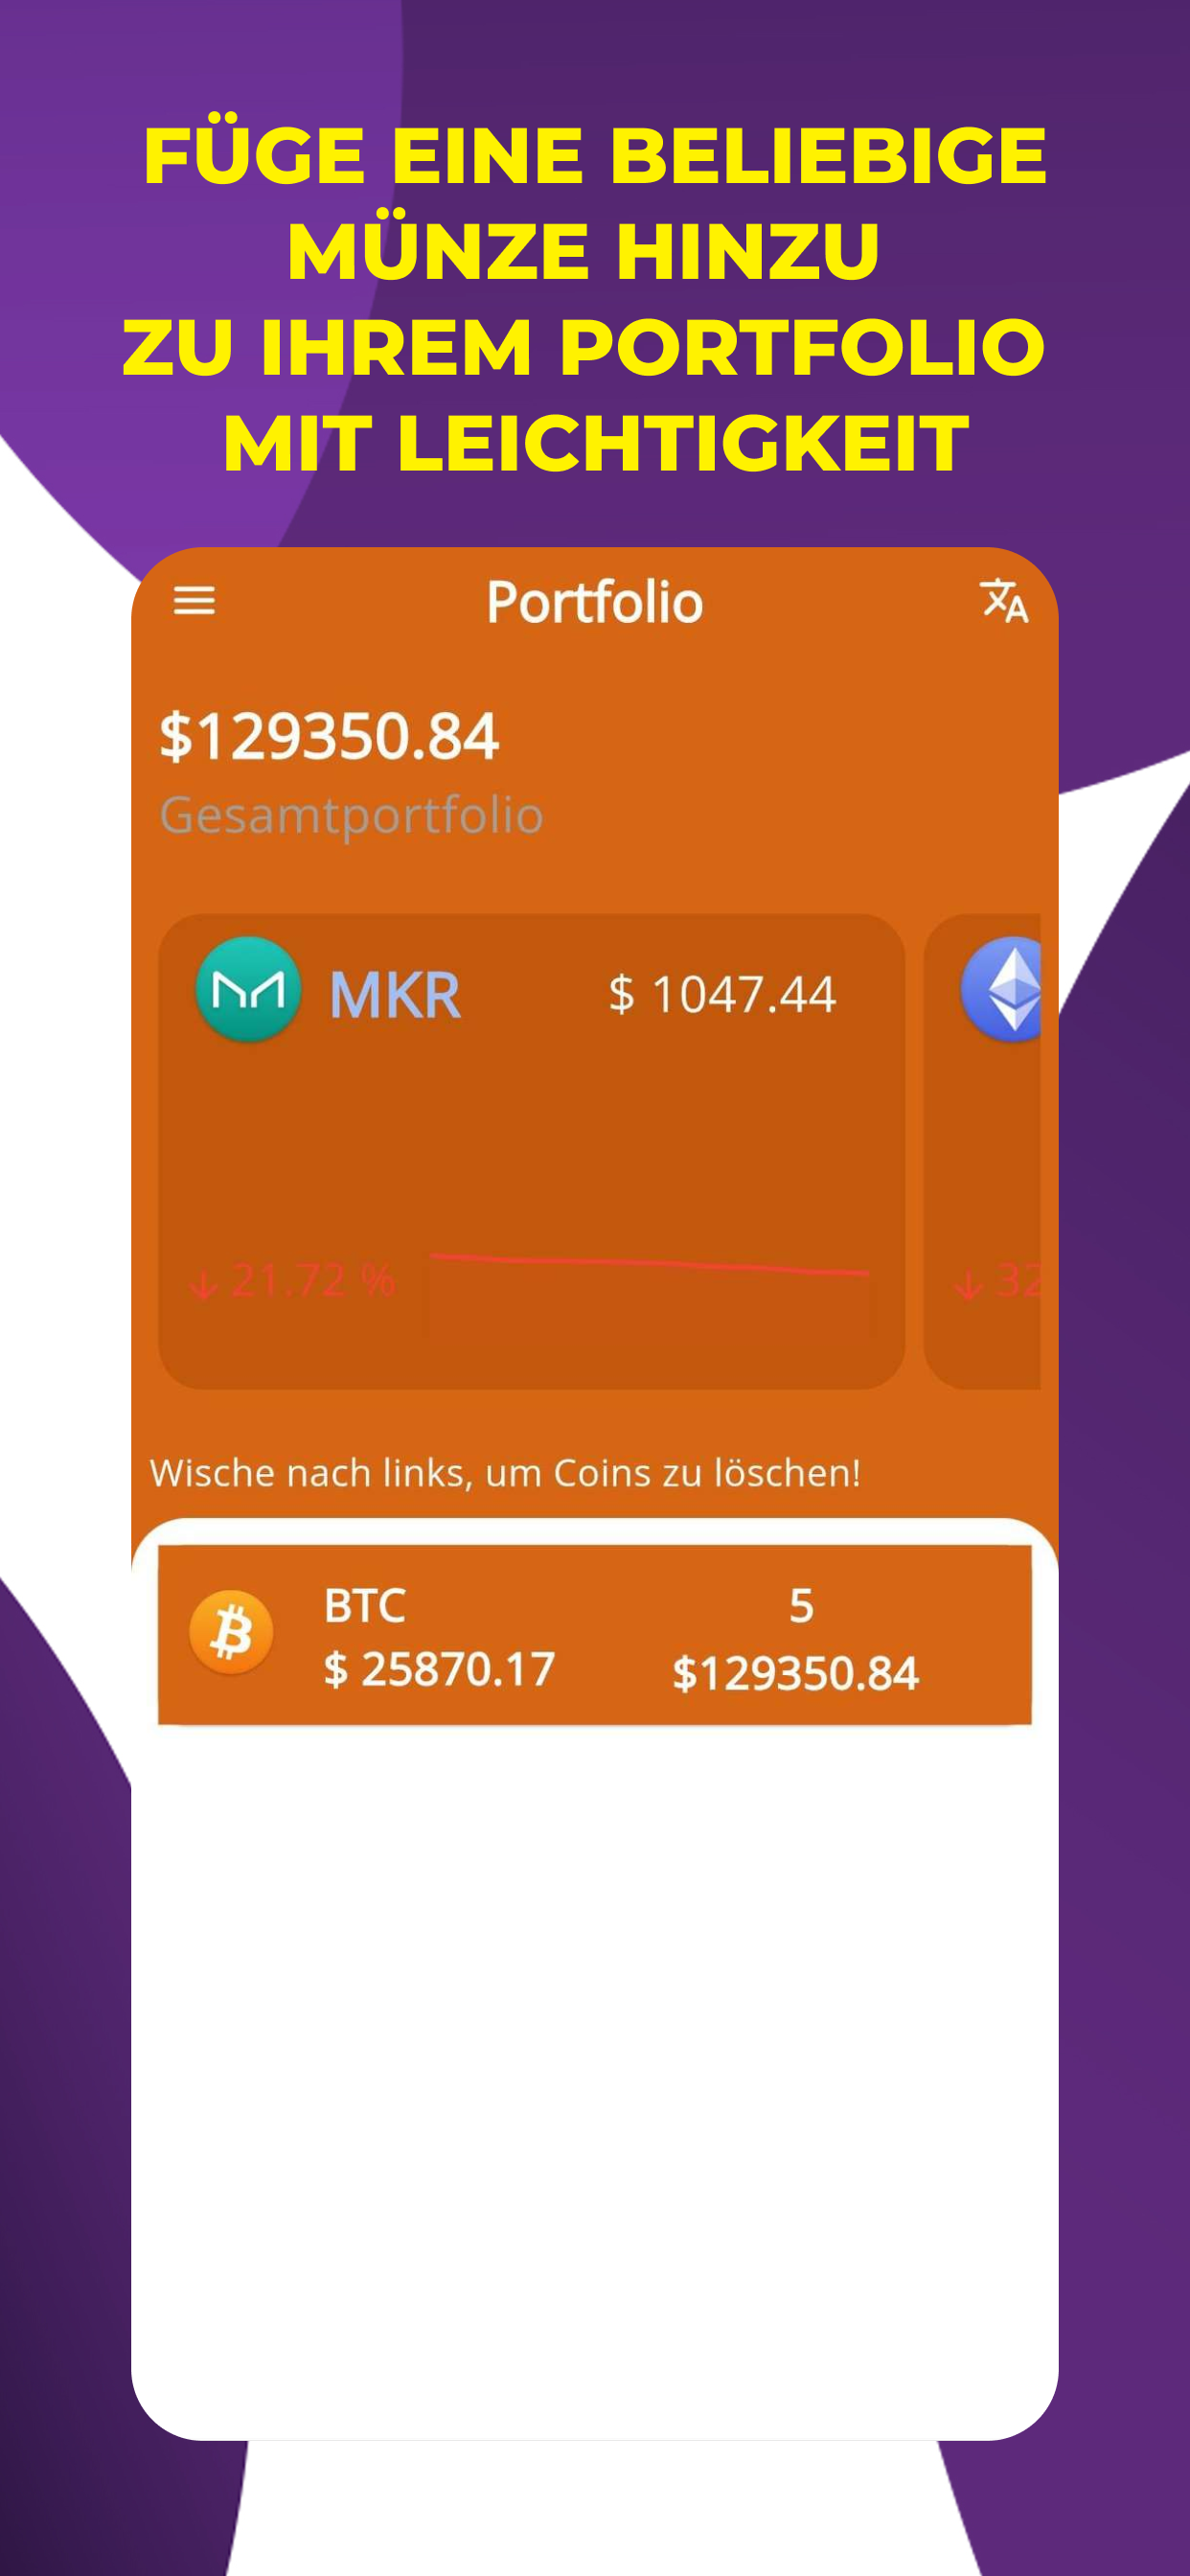 FÜGE EINE BELIEBIGE
MÜNZE HINZU
ZU IHREM PORTFOLIO
MIT LEICHTIGKEIT
Portfolio
$129350.84
Gesamtportfolio
MKR $ 1047.44
↓ 21.72 % ↓ 32
Wische nach links, um Coins zu löschen!
BTC 5
$ 25870.17 $129350.84